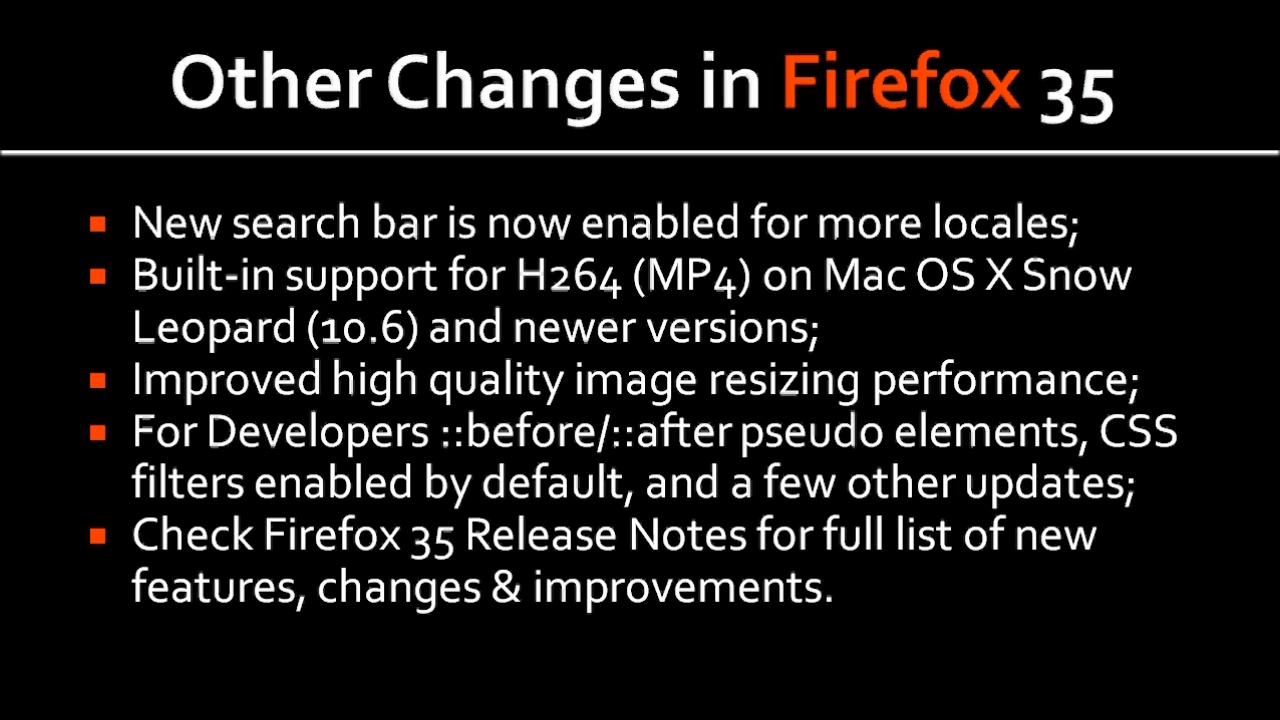 Other Changes in Firefox 35
New search bar is now enabled for more locales;
Built-in support for H264 (MP4) on Mac OS X Snow
Leopard (10.6) and newer versions;
Improved high quality image resizing performance;
For Developers ::before/::after pseudo elements, CSS
filters enabled by default, and a few other updates;
Check Firefox 35 Release Notes for full list of new
features, changes & improvements.